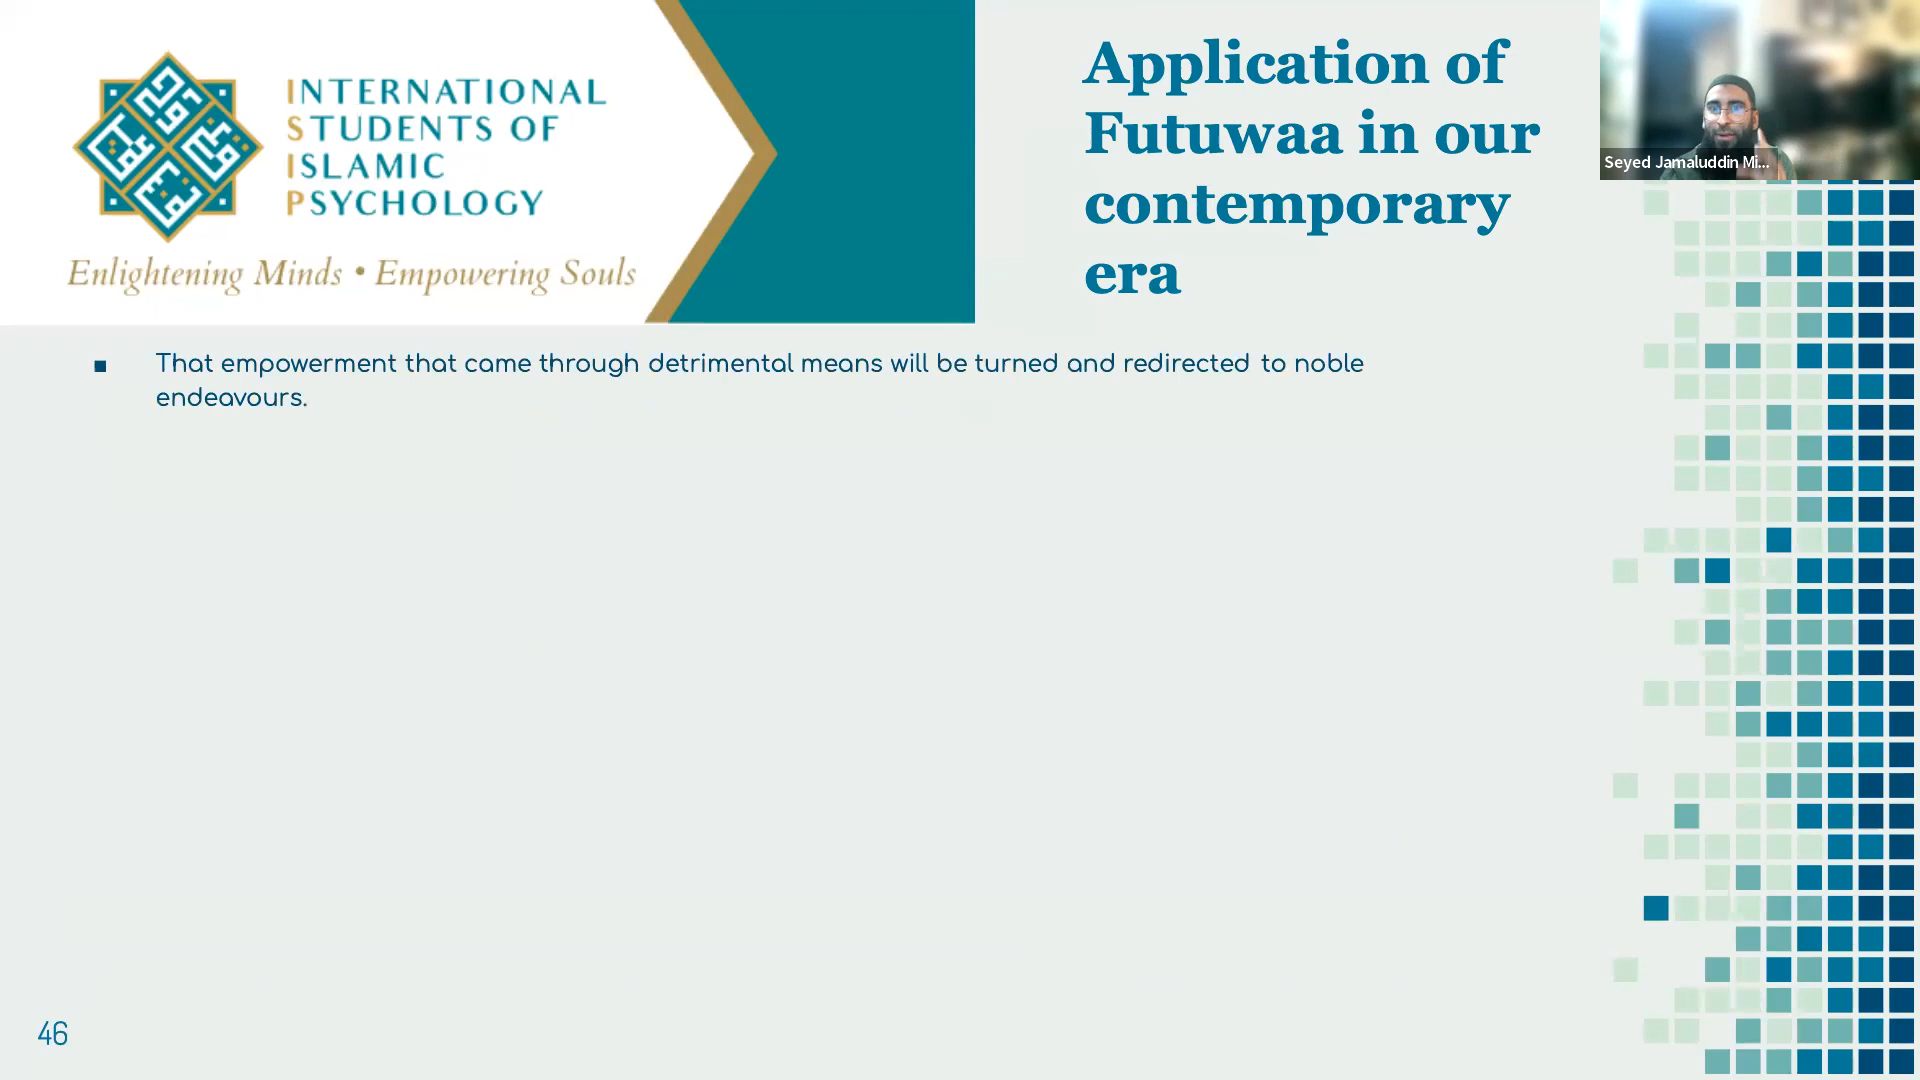 INTERNATIONAL
STUDENTS OF
ISLAMIC
PSYCHOLOGY
Enlightening Minds • Empowering Souls
Application of
Futuwaa in our
contemporary
era
Seyed Jamaluddin Mi...
■ That empowerment that came through detrimental means will be turned and redirected to noble
endeavours.
46